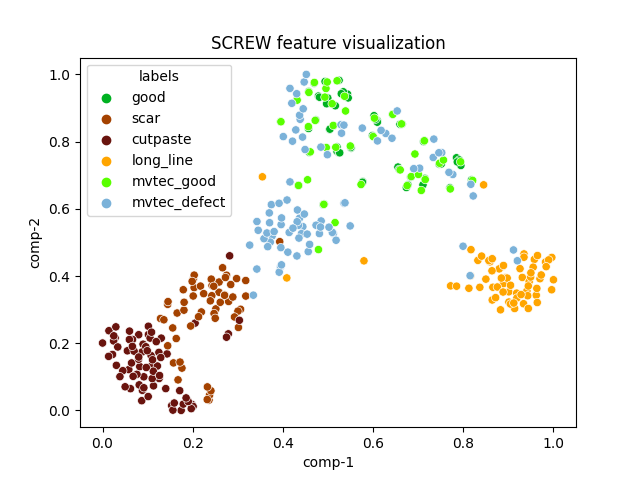 SCREW feature visualization
labels
good
scar
cutpaste
long_line
mvtec_good
mvtec_defect
comp-2
1.0
0.8
0.6
0.4
0.2
0.0
0.0 0.2 0.4 0.6 0.8 1.0
comp-1